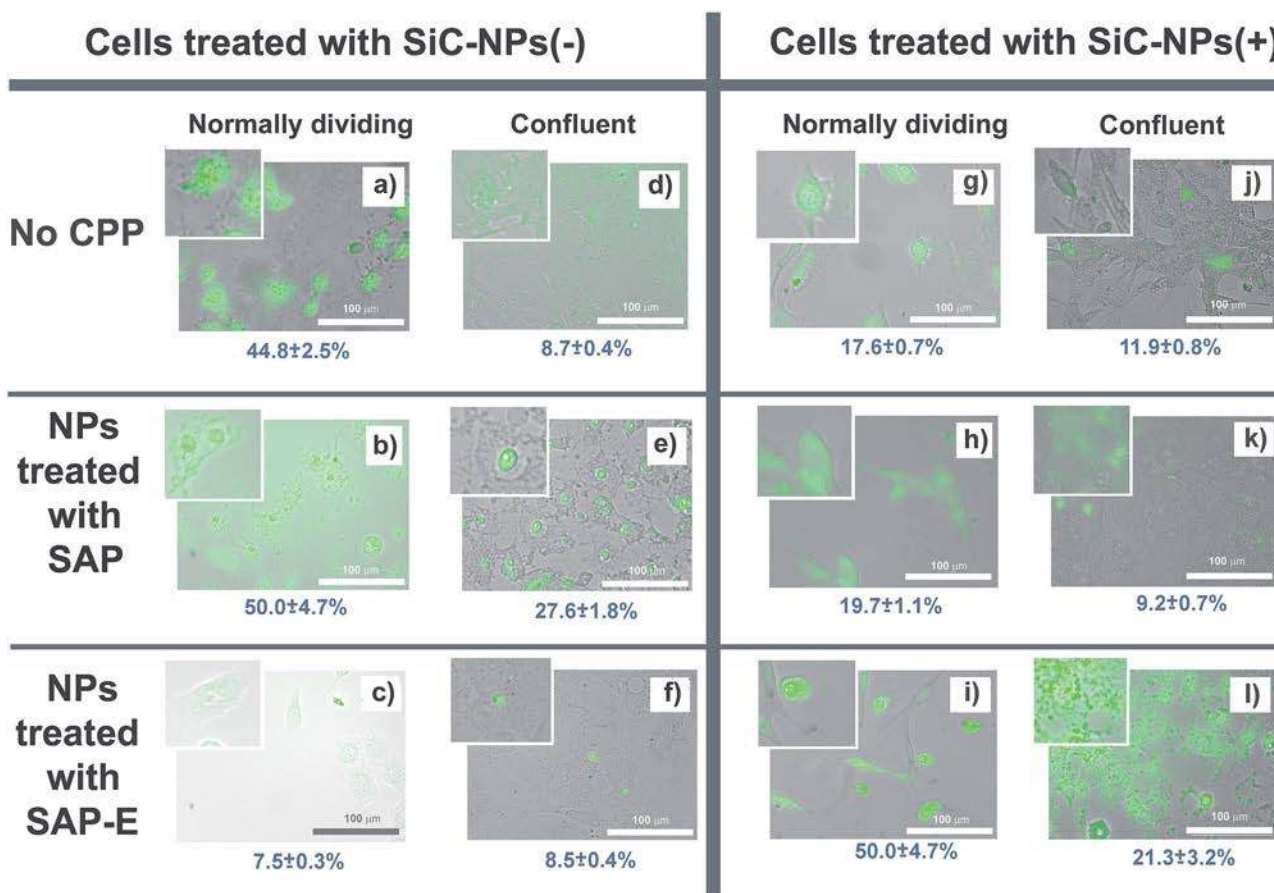 Cells treated with SiC-NPs(-)
Cells treated with SiC-NPs(+)
Normally dividing
Confluent
Normally dividing
Confluent
No CPP
a)
100 µm
44.8±2.5%
d)
100 µm
8.7±0.4%
g)
100 µm
17.6±0.7%
j)
100 µm
11.9±0.8%
NPs
treated
with
SAP
b)
100 µm
50.0±4.7%
e)
100 µm
27.6±1.8%
h)
100 µm
19.7±1.1%
k)
100 µm
9.2±0.7%
NPs
treated
with
SAP-E
c)
100 µm
7.5±0.3%
f)
100 µm
8.5±0.4%
i)
100 µm
50.0±4.7%
l)
100 µm
21.3±3.2%